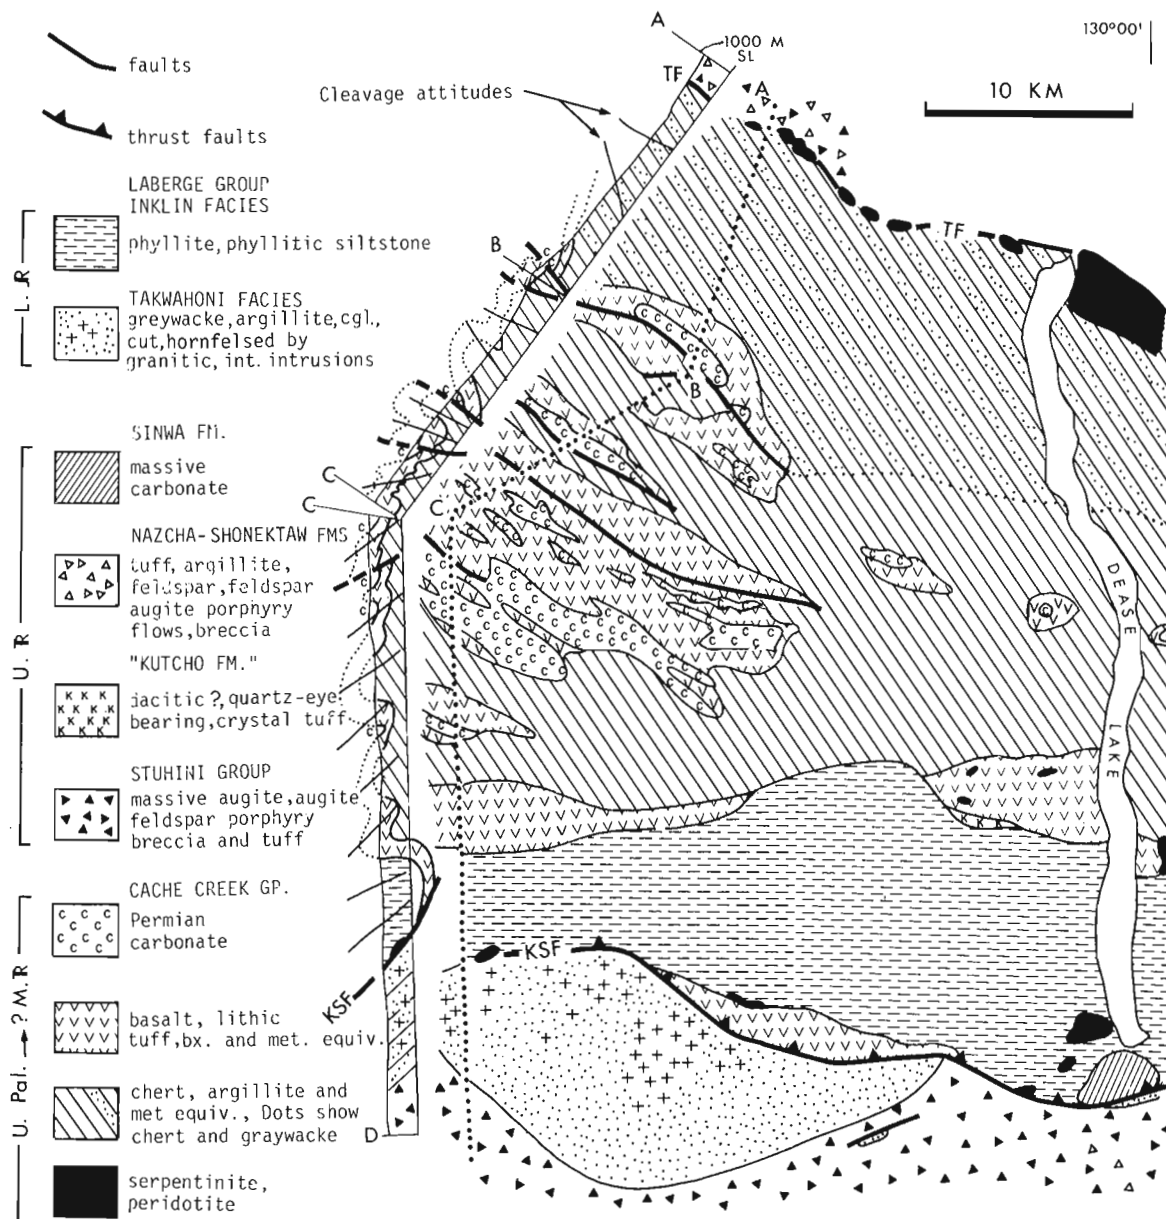 faults
thrust faults
LABERGE GROUP
INKLIN FACIES
phyllite, phyllitic siltstone
TAKWAHONI FACIES
greywacke, argillite, cgl.,
cut, hornfelsed by
granitic, int. intrusions
L. JR
SINWA FM.
massive
carbonate
NAZCHA-SHONEKTAW FMS
tuff, argillite,
feldspar, feldspar
augite porphyry
flows, breccia
"KUTCHO FM."
dacitic ?, quartz-eye
bearing, crystal tuff
STUHINI GROUP
massive augite, augite
feldspar porphyry
breccia and tuff
U. TR
CACHE CREEK GP.
Permian
carbonate
basalt, lithic
tuff, bx. and met. equiv.
chert, argillite and
met equiv., Dots show
chert and graywacke
serpentinite,
peridotite
U. Pal. → ? M. TR
A
1000 M
SL
TF
A
Cleavage attitudes
130°00'
10 KM
TF
B
B
C
C
C
DEASE
LAKE
KSF
KSF
D